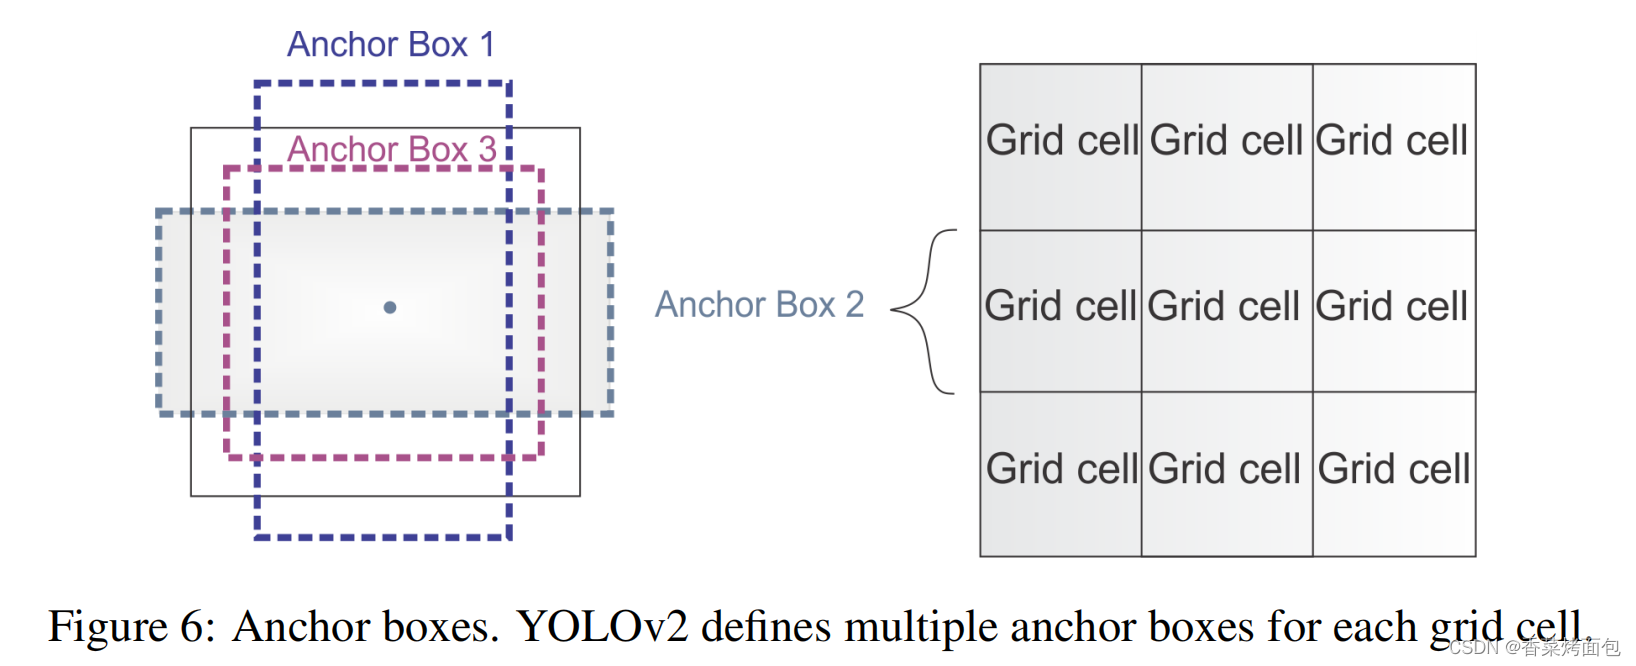 Anchor Box 1
Anchor Box 3
Anchor Box 2
Grid cell Grid cell Grid cell
Grid cell Grid cell Grid cell
Grid cell Grid cell Grid cell
Figure 6: Anchor boxes. YOLOv2 defines multiple anchor boxes for each grid cell.
CSDN @香菜烤面包